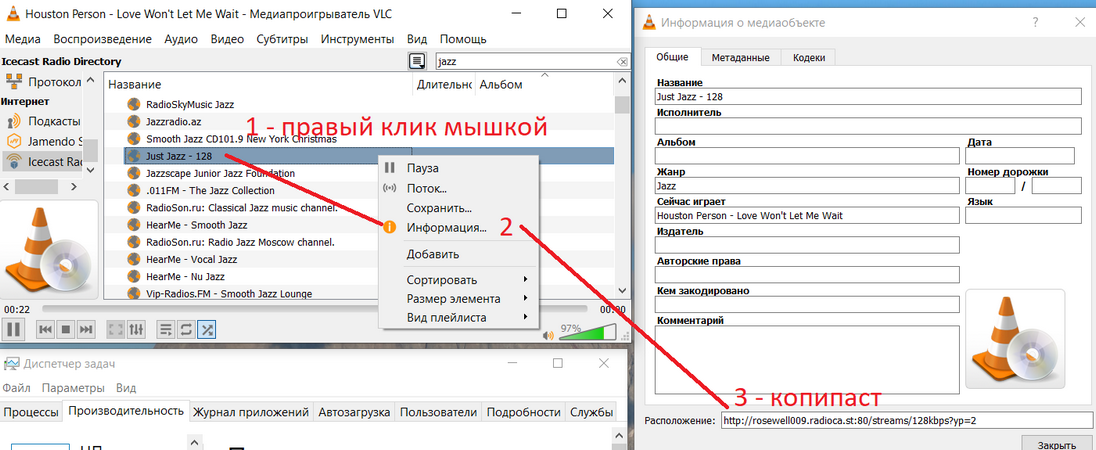 Houston Person - Love Won't Let Me Wait - Медиапроигрыватель VLC
Медиа Воспроизведение Аудио Видео Субтитры Инструменты Вид Помощь
Icecast Radio Directory
jazz
Протокол
Интернет
Подкасты
Jamendo S
Icecast Rad
Название Длительнс Альбом
RadioSkyMusic Jazz
Jazzradio.az
1 - правый клик мышкой
Smooth Jazz CD101.9 New York Christmas
Just Jazz - 128
Jazzscape Junior Jazz Foundation
.011FM - The Jazz Collection
RadioSon.ru: Classical Jazz music channel.
HearMe - Smooth Jazz
RadioSon.ru: Radio Jazz Moscow channel.
HearMe - Vocal Jazz
HearMe - Nu Jazz
Vip-Radios.FM - Smooth Jazz Lounge
Пауза
Поток...
Сохранить...
Информация... 2
Добавить
Сортировать
Размер элемента
Вид плейлиста
00:22
00:00
97%
Диспетчер задач
Файл Параметры Вид
Процессы Производительность Журнал приложений Автозагрузка Пользователи Подробности Службы
Информация о медиаобъекте
Общие Метаданные Кодеки
Название
Just Jazz - 128
Исполнитель
Альбом Дата
Жанр Номер дорожки
Jazz /
Сейчас играет Язык
Houston Person - Love Won't Let Me Wait
Издатель
Авторские права
Кем закодировано
Комментарий
3 - копипаст
Расположение: http://rosewell009.radioca.st:80/streams/128kbps?yp=2
Закрыть